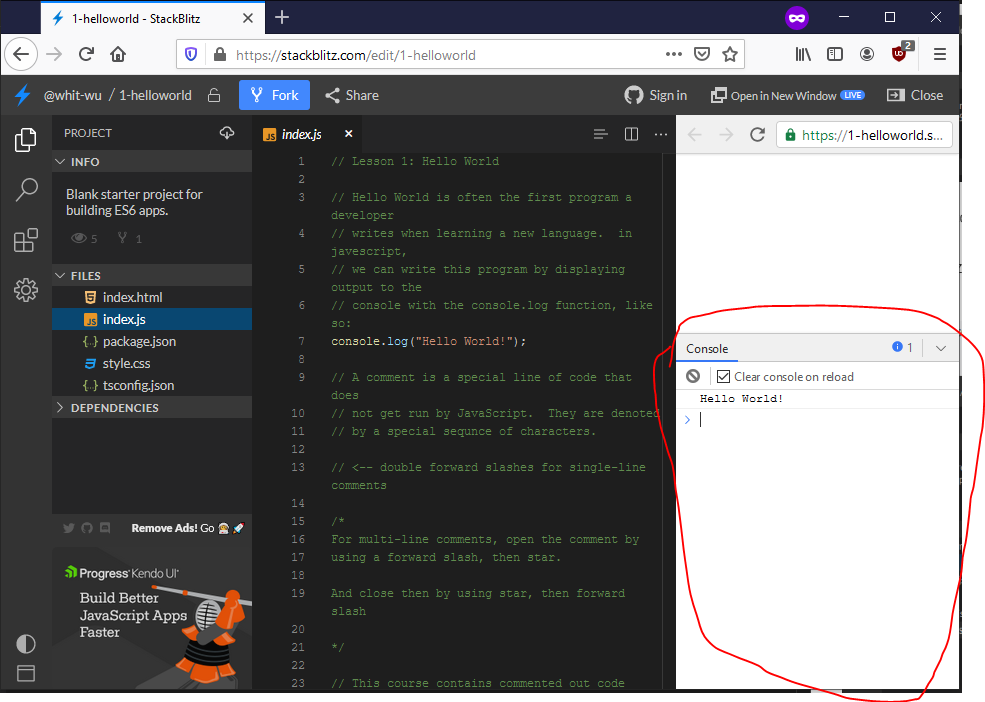 1-helloworld - StackBlitz
https://stackblitz.com/edit/1-helloworld
2
@whit-wu / 1-helloworld
Fork
Share
Sign in
Open in New Window LIVE
Close
PROJECT
INFO
Blank starter project for
building ES6 apps.
5 1
FILES
index.html
JS index.js
{ } package.json
style.css
{ } tsconfig.json
DEPENDENCIES
Remove Ads! Go
Progress Kendo UI
Build Better
JavaScript Apps
Faster
JS index.js
1 // Lesson 1: Hello World
2
3 // Hello World is often the first program a
developer
4 // writes when learning a new language.  in
javescript,
5 // we can write this program by displaying
output to the
6 // console with the console.log function, like
so:
7 console.log("Hello World!");
8
9 // A comment is a special line of code that
does
10 // not get run by JavaScript.  They are denoted
11 // by a special sequnce of characters.
12
13 // <-- double forward slashes for single-line
comments
14
15 /*
16 For multi-line comments, open the comment by
17 using a forward slash, then star.
18
19 And close then by using star, then forward
slash
20
21 */
22
23 // This course contains commented out code
https://1-helloworld.s...
Console
1
Clear console on reload
Hello World!
>